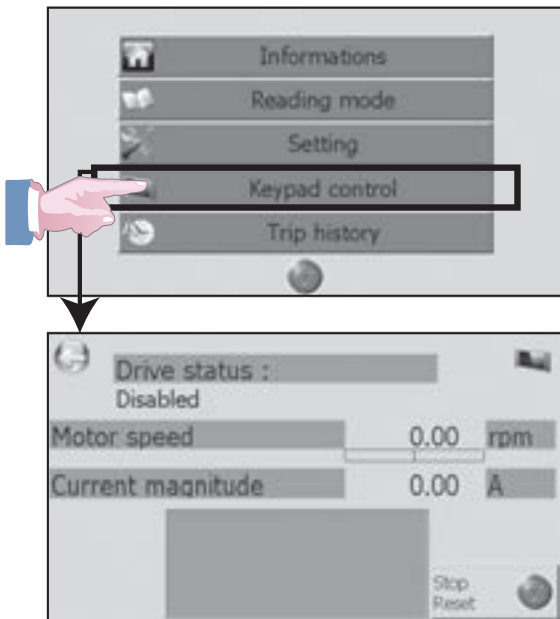 Informations
Reading mode
Setting
Keypad control
Trip history
Drive status :
Disabled
Motor speed 0.00 rpm
Current magnitude 0.00 A
Stop
Reset